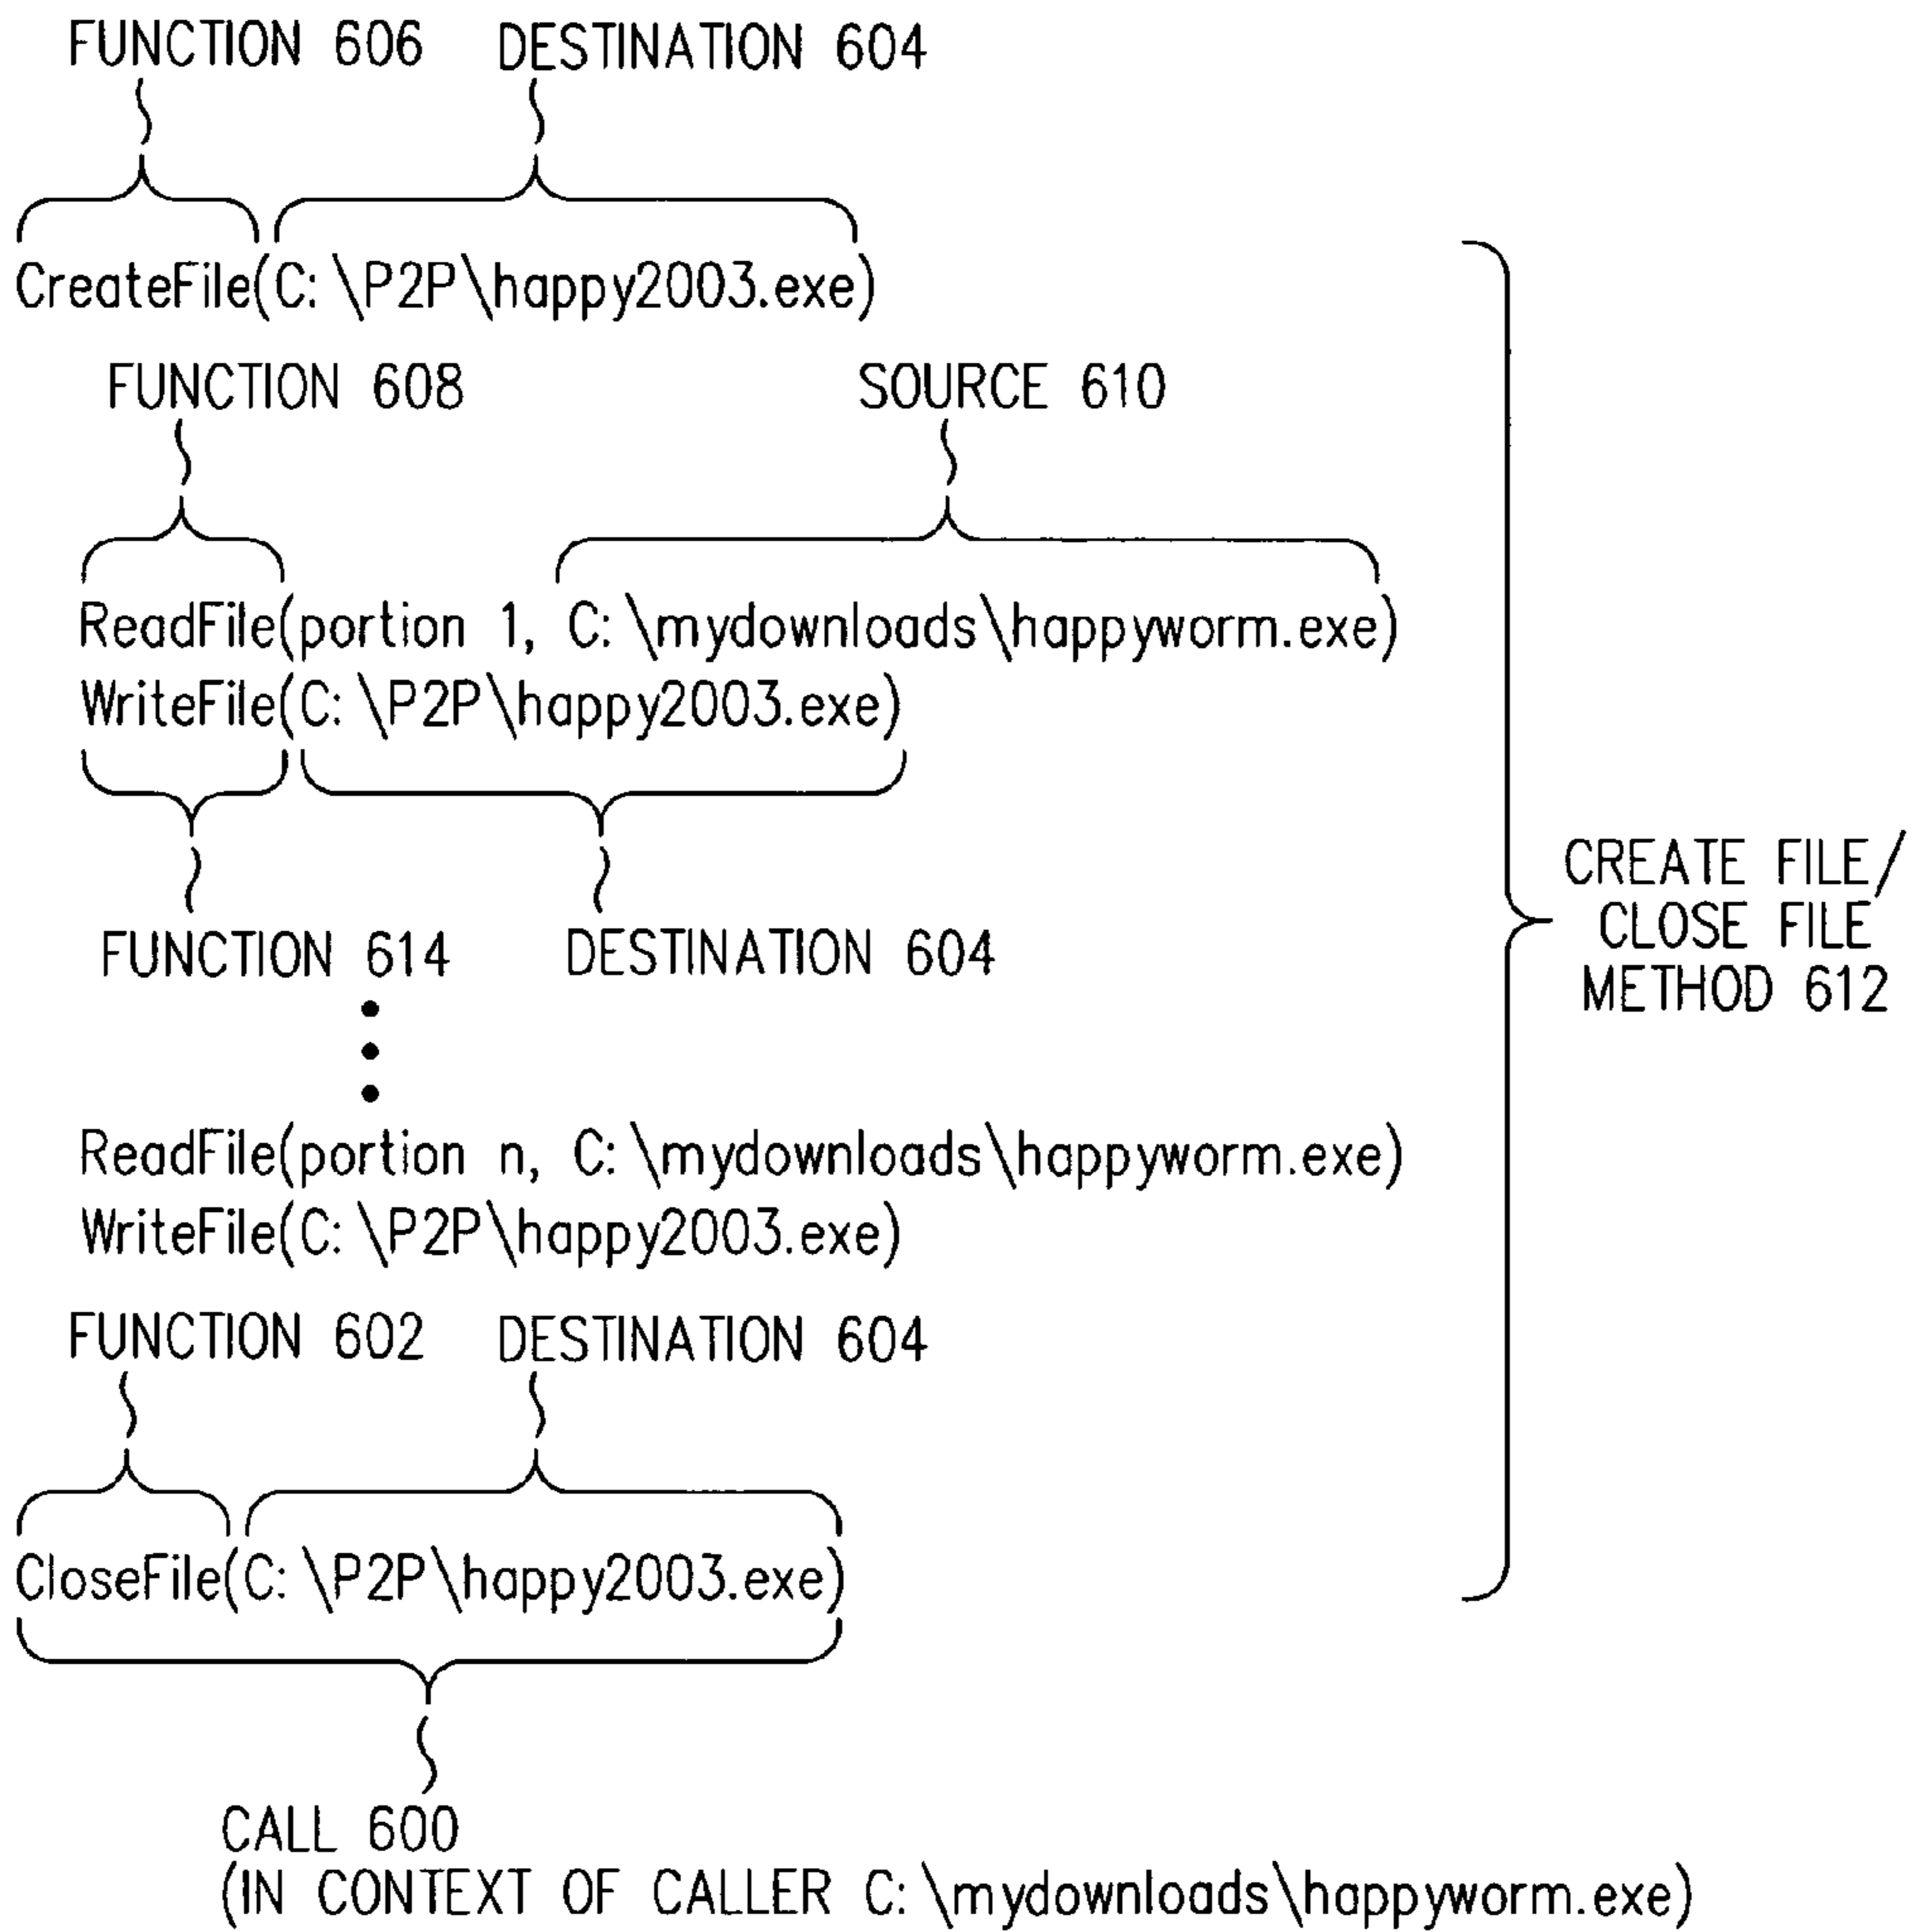 FUNCTION 606 DESTINATION 604
CreateFile(C:\P2P\happy2003.exe)
FUNCTION 608 SOURCE 610
ReadFile(portion 1, C:\mydownloads\happyworm.exe)
WriteFile(C:\P2P\happy2003.exe)
FUNCTION 614 DESTINATION 604
ReadFile(portion n, C:\mydownloads\happyworm.exe)
WriteFile(C:\P2P\happy2003.exe)
FUNCTION 602 DESTINATION 604
CloseFile(C:\P2P\happy2003.exe)
CALL 600
(IN CONTEXT OF CALLER C:\mydownloads\happyworm.exe)
CREATE FILE/
CLOSE FILE
METHOD 612